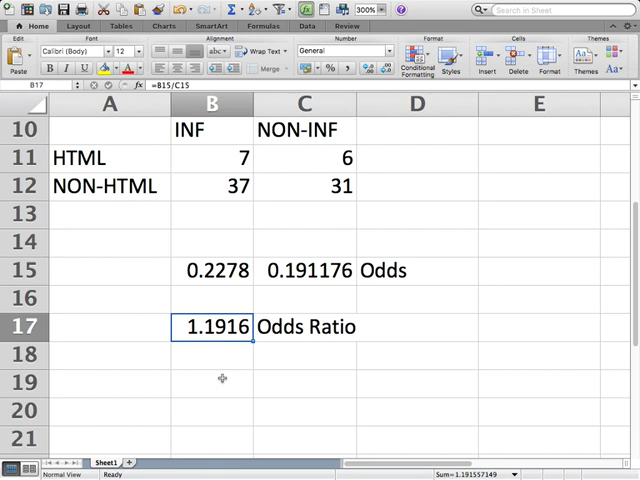 300%
Search in Sheet
Home Layout Tables Charts SmartArt Formulas Data Review
Edit Font Alignment Number Format Cells Themes
Calibri (Body) 12 abc Wrap Text General
Paste B I U A Merge % Conditional Formatting Styles Insert Delete Format Themes Aa
B17 =B15/C15
A B C D E
10 INF NON-INF
11 HTML 7 6
12 NON-HTML 37 31
13
14
15 0.2278 0.191176 Odds
16
17 1.1916 Odds Ratio
18
19
20
21
Sheet1
Normal View Ready Sum=1.191557149